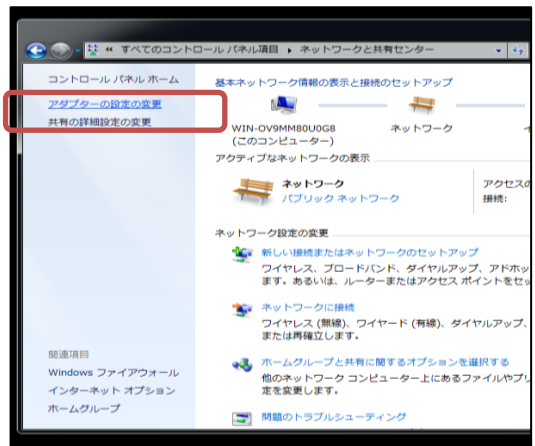 « すべてのコントロール パネル項目 ▸ ネットワークと共有センター
コントロール パネル ホーム
アダプターの設定の変更
共有の詳細設定の変更
基本ネットワーク情報の表示と接続のセットアップ
WIN-OV9MM80U0G8
(このコンピューター)
ネットワーク
アクティブなネットワークの表示
ネットワーク
パブリック ネットワーク
アクセスの
接続:
ネットワーク設定の変更
新しい接続またはネットワークのセットアップ
ワイヤレス、ブロードバンド、ダイヤルアップ、アドホッ
ます。あるいは、ルーターまたはアクセス ポイントをセッ
ネットワークに接続
ワイヤレス (無線)、ワイヤード (有線)、ダイヤルアップ、
または再確立します。
ホームグループと共有に関するオプションを選択する
他のネットワーク コンピューター上にあるファイルやプリ
定を変更します。
問題のトラブルシューティング
関連項目
Windows ファイアウォール
インターネット オプション
ホームグループ